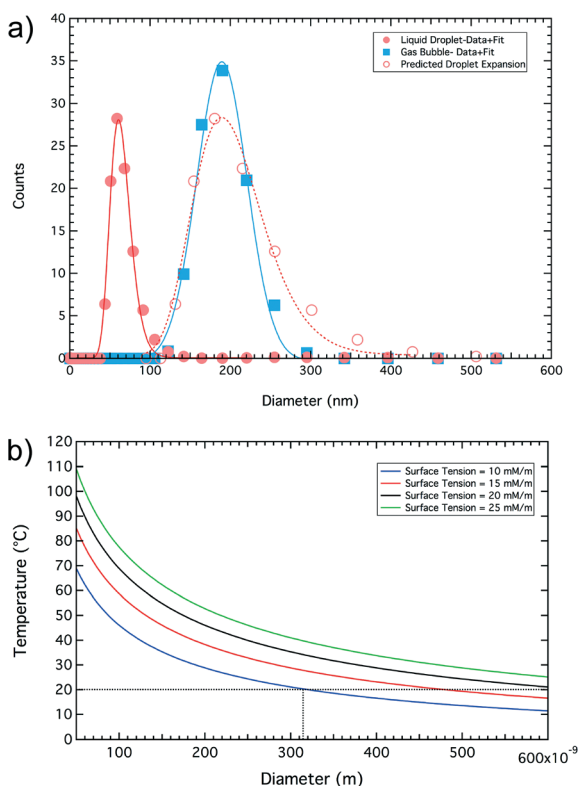 a)
40
35
30
25
20
15
10
5
0
Counts
Liquid Droplet-Data+Fit
Gas Bubble- Data+Fit
Predicted Droplet Expansion
0 100 200 300 400 500 600
Diameter (nm)
b)
120
110
100
90
80
70
60
50
40
30
20
10
0
Temperature (°C)
Surface Tension = 10 mM/m
Surface Tension = 15 mM/m
Surface Tension = 20 mM/m
Surface Tension = 25 mM/m
100 200 300 400 500 600x10-9
Diameter (m)